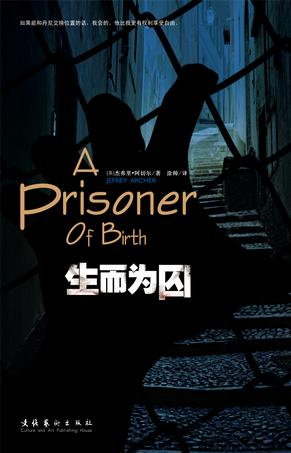 如果能和丹尼交换位置的话，我会的。他比我更有权利享受自由。
A
(英)杰弗里•阿切尔/著 涂帅/译
JEFFREY ARCHER
Prisoner
Of Birth
生而为囚
文化艺术出版社
Culture and Art Publishing House